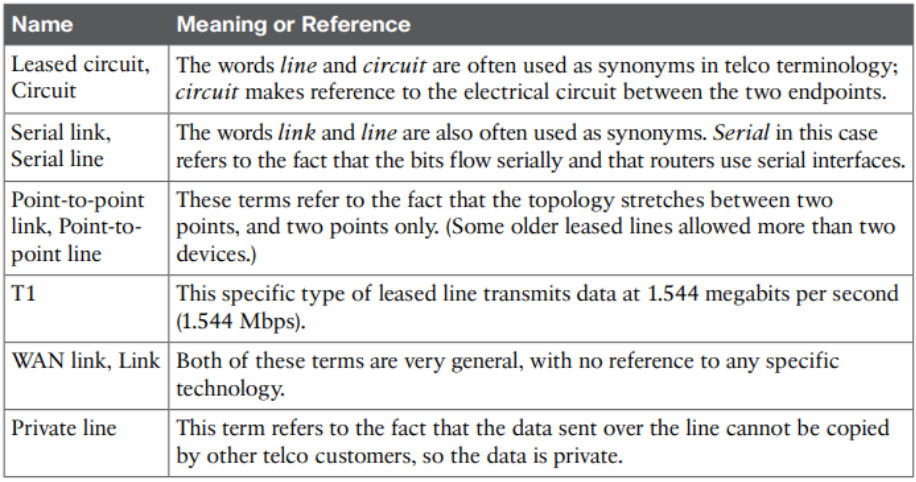 Name Meaning or Reference
Leased circuit, The words line and circuit are often used as synonyms in telco terminology;
Circuit circuit makes reference to the electrical circuit between the two endpoints.
Serial link, The words link and line are also often used as synonyms. Serial in this case
Serial line refers to the fact that the bits flow serially and that routers use serial interfaces.
Point-to-point These terms refer to the fact that the topology stretches between two
link, Point-to- points, and two points only. (Some older leased lines allowed more than two
point line devices.)
T1 This specific type of leased line transmits data at 1.544 megabits per second
(1.544 Mbps).
WAN link, Link Both of these terms are very general, with no reference to any specific
technology.
Private line This term refers to the fact that the data sent over the line cannot be copied
by other telco customers, so the data is private.